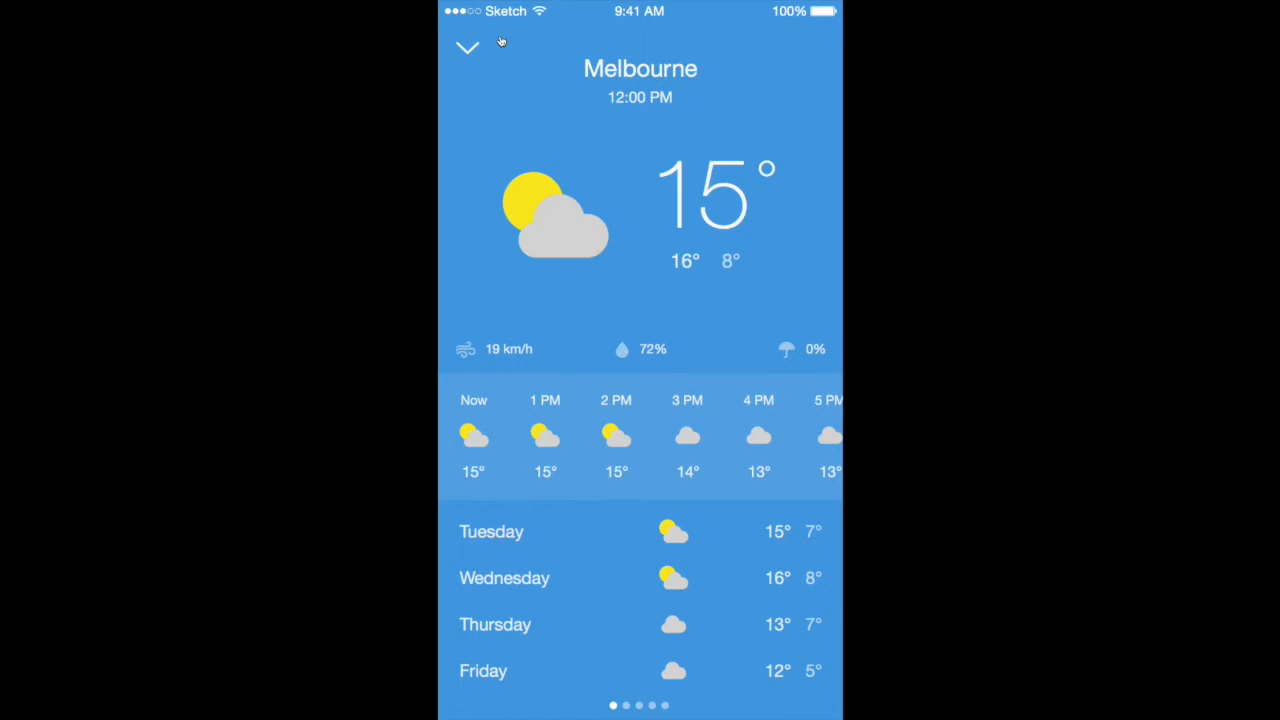 Sketch 9:41 AM 100%
Melbourne
12:00 PM
15°
16° 8°
19 km/h 72% 0%
Now 1 PM 2 PM 3 PM 4 PM 5 PM
15° 15° 15° 14° 13° 13°
Tuesday 15° 7°
Wednesday 16° 8°
Thursday 13° 7°
Friday 12° 5°